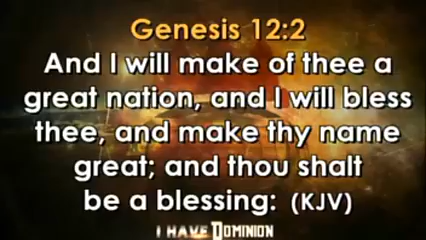 Genesis 12:2
And I will make of thee a
great nation, and I will bless
thee, and make thy name
great; and thou shalt
be a blessing: (KJV)
I HAVE DOMINION